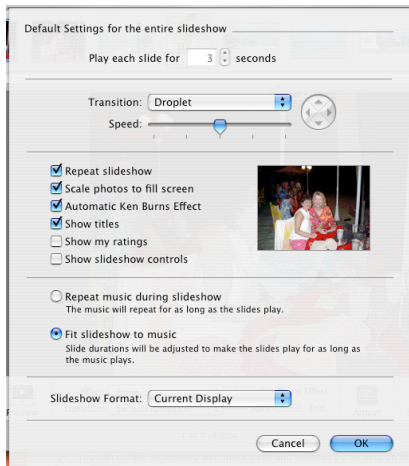 Default Settings for the entire slideshow
Play each slide for 3 seconds
Transition: Droplet
Speed:
Repeat slideshow
Scale photos to fill screen
Automatic Ken Burns Effect
Show titles
Show my ratings
Show slideshow controls
Repeat music during slideshow
The music will repeat for as long as the slides play.
Fit slideshow to music
Slide durations will be adjusted to make the slides play for as long as
the music plays.
Slideshow Format: Current Display
Cancel OK